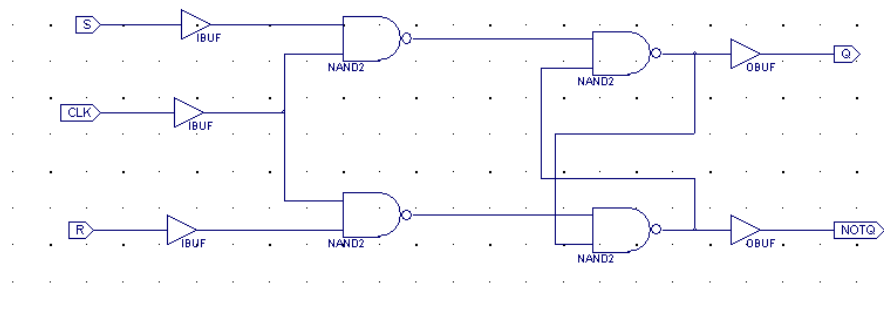 S
IBUF
NAND2
NAND2
OBUF
Q
CLK
IBUF
R
IBUF
NAND2
NAND2
OBUF
NOTQ